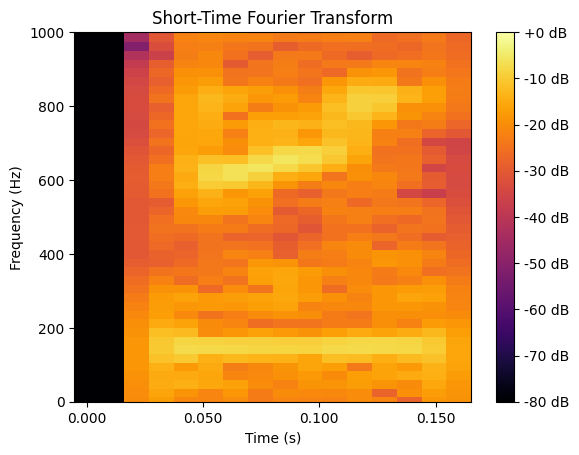 Short-Time Fourier Transform
1000
800
600
400
200
0
Frequency (Hz)
0.000
0.050
0.100
0.150
Time (s)
+0 dB
-10 dB
-20 dB
-30 dB
-40 dB
-50 dB
-60 dB
-70 dB
-80 dB